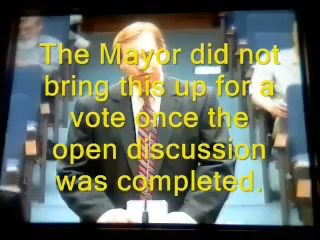 The Mayor did not
bring this up for a
vote once the
open discussion
was completed.